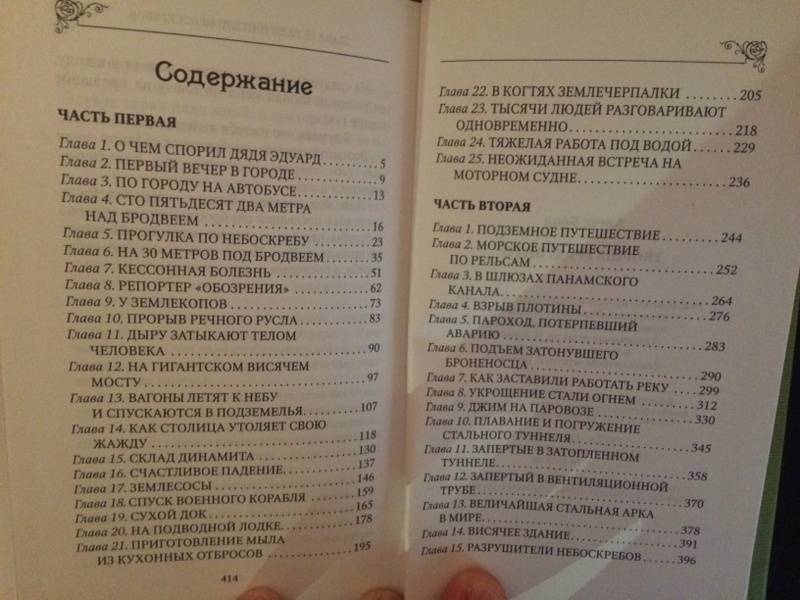 Содержание
ЧАСТЬ ПЕРВАЯ
Глава 1. О ЧЕМ СПОРИЛ ДЯДЯ ЭДУАРД ........ 5
Глава 2. ПЕРВЫЙ ВЕЧЕР В ГОРОДЕ ............ 9
Глава 3. ПО ГОРОДУ НА АВТОБУСЕ ............ 13
Глава 4. СТО ПЯТЬДЕСЯТ ДВА МЕТРА
НАД БРОДВЕЕМ ............ 16
Глава 5. ПРОГУЛКА ПО НЕБОСКРЕБУ ........ 23
Глава 6. НА 30 МЕТРОВ ПОД БРОДВЕЕМ ........ 35
Глава 7. КЕССОННАЯ БОЛЕЗНЬ ............ 51
Глава 8. РЕПОРТЕР «ОБОЗРЕНИЯ» ............ 62
Глава 9. У ЗЕМЛЕКОПОВ ............ 73
Глава 10. ПРОРЫВ РЕЧНОГО РУСЛА ............ 83
Глава 11. ДЫРУ ЗАТЫКАЮТ ТЕЛОМ
ЧЕЛОВЕКА ............ 90
Глава 12. НА ГИГАНТСКОМ ВИСЯЧЕМ
МОСТУ ............ 97
Глава 13. ВАГОНЫ ЛЕТЯТ К НЕБУ
И СПУСКАЮТСЯ В ПОДЗЕМЕЛЬЯ ........ 107
Глава 14. КАК СТОЛИЦА УТОЛЯЕТ СВОЮ
ЖАЖДУ ............ 118
Глава 15. СКЛАД ДИНАМИТА ............ 130
Глава 16. СЧАСТЛИВОЕ ПАДЕНИЕ ............ 137
Глава 17. ЗЕМЛЕСОСЫ ............ 146
Глава 18. СПУСК ВОЕННОГО КОРАБЛЯ ........ 159
Глава 19. СУХОЙ ДОК ............ 165
Глава 20. НА ПОДВОДНОЙ ЛОДКЕ ............ 178
Глава 21. ПРИГОТОВЛЕНИЕ МЫЛА
ИЗ КУХОННЫХ ОТБРОСОВ ............ 195
414
Глава 22. В КОГТЯХ ЗЕМЛЕЧЕРПАЛКИ ........ 205
Глава 23. ТЫСЯЧИ ЛЮДЕЙ РАЗГОВАРИВАЮТ
ОДНОВРЕМЕННО ............ 218
Глава 24. ТЯЖЕЛАЯ РАБОТА ПОД ВОДОЙ ........ 229
Глава 25. НЕОЖИДАННАЯ ВСТРЕЧА НА
МОТОРНОМ СУДНЕ ............ 236
ЧАСТЬ ВТОРАЯ
Глава 1. ПОДЗЕМНОЕ ПУТЕШЕСТВИЕ ........ 244
Глава 2. МОРСКОЕ ПУТЕШЕСТВИЕ
ПО РЕЛЬСАМ ............ 252
Глава 3. В ШЛЮЗАХ ПАНАМСКОГО
КАНАЛА ............ 264
Глава 4. ВЗРЫВ ПЛОТИНЫ ............ 276
Глава 5. ПАРОХОД, ПОТЕРПЕВШИЙ
АВАРИЮ ............ 283
Глава 6. ПОДЪЕМ ЗАТОНУВШЕГО
БРОНЕНОСЦА ............ 290
Глава 7. КАК ЗАСТАВИЛИ РАБОТАТЬ РЕКУ .... 299
Глава 8. УКРОЩЕНИЕ СТАЛИ ОГНЕМ ........ 312
Глава 9. ДЖИМ НА ПАРОВОЗЕ ............ 330
Глава 10. ПЛАВАНИЕ И ПОГРУЖЕНИЕ
СТАЛЬНОГО ТУННЕЛЯ ............ 345
Глава 11. ЗАПЕРТЫЕ В ЗАТОПЛЕННОМ
ТУННЕЛЕ ............ 358
Глава 12. ЗАПЕРТЫЙ В ВЕНТИЛЯЦИОННОЙ
ТРУБЕ ............ 370
Глава 13. ВЕЛИЧАЙШАЯ СТАЛЬНАЯ АРКА
В МИРЕ ............ 378
Глава 14. ВИСЯЧЕЕ ЗДАНИЕ ............ 391
Глава 15. РАЗРУШИТЕЛИ НЕБОСКРЕБОВ ........ 396